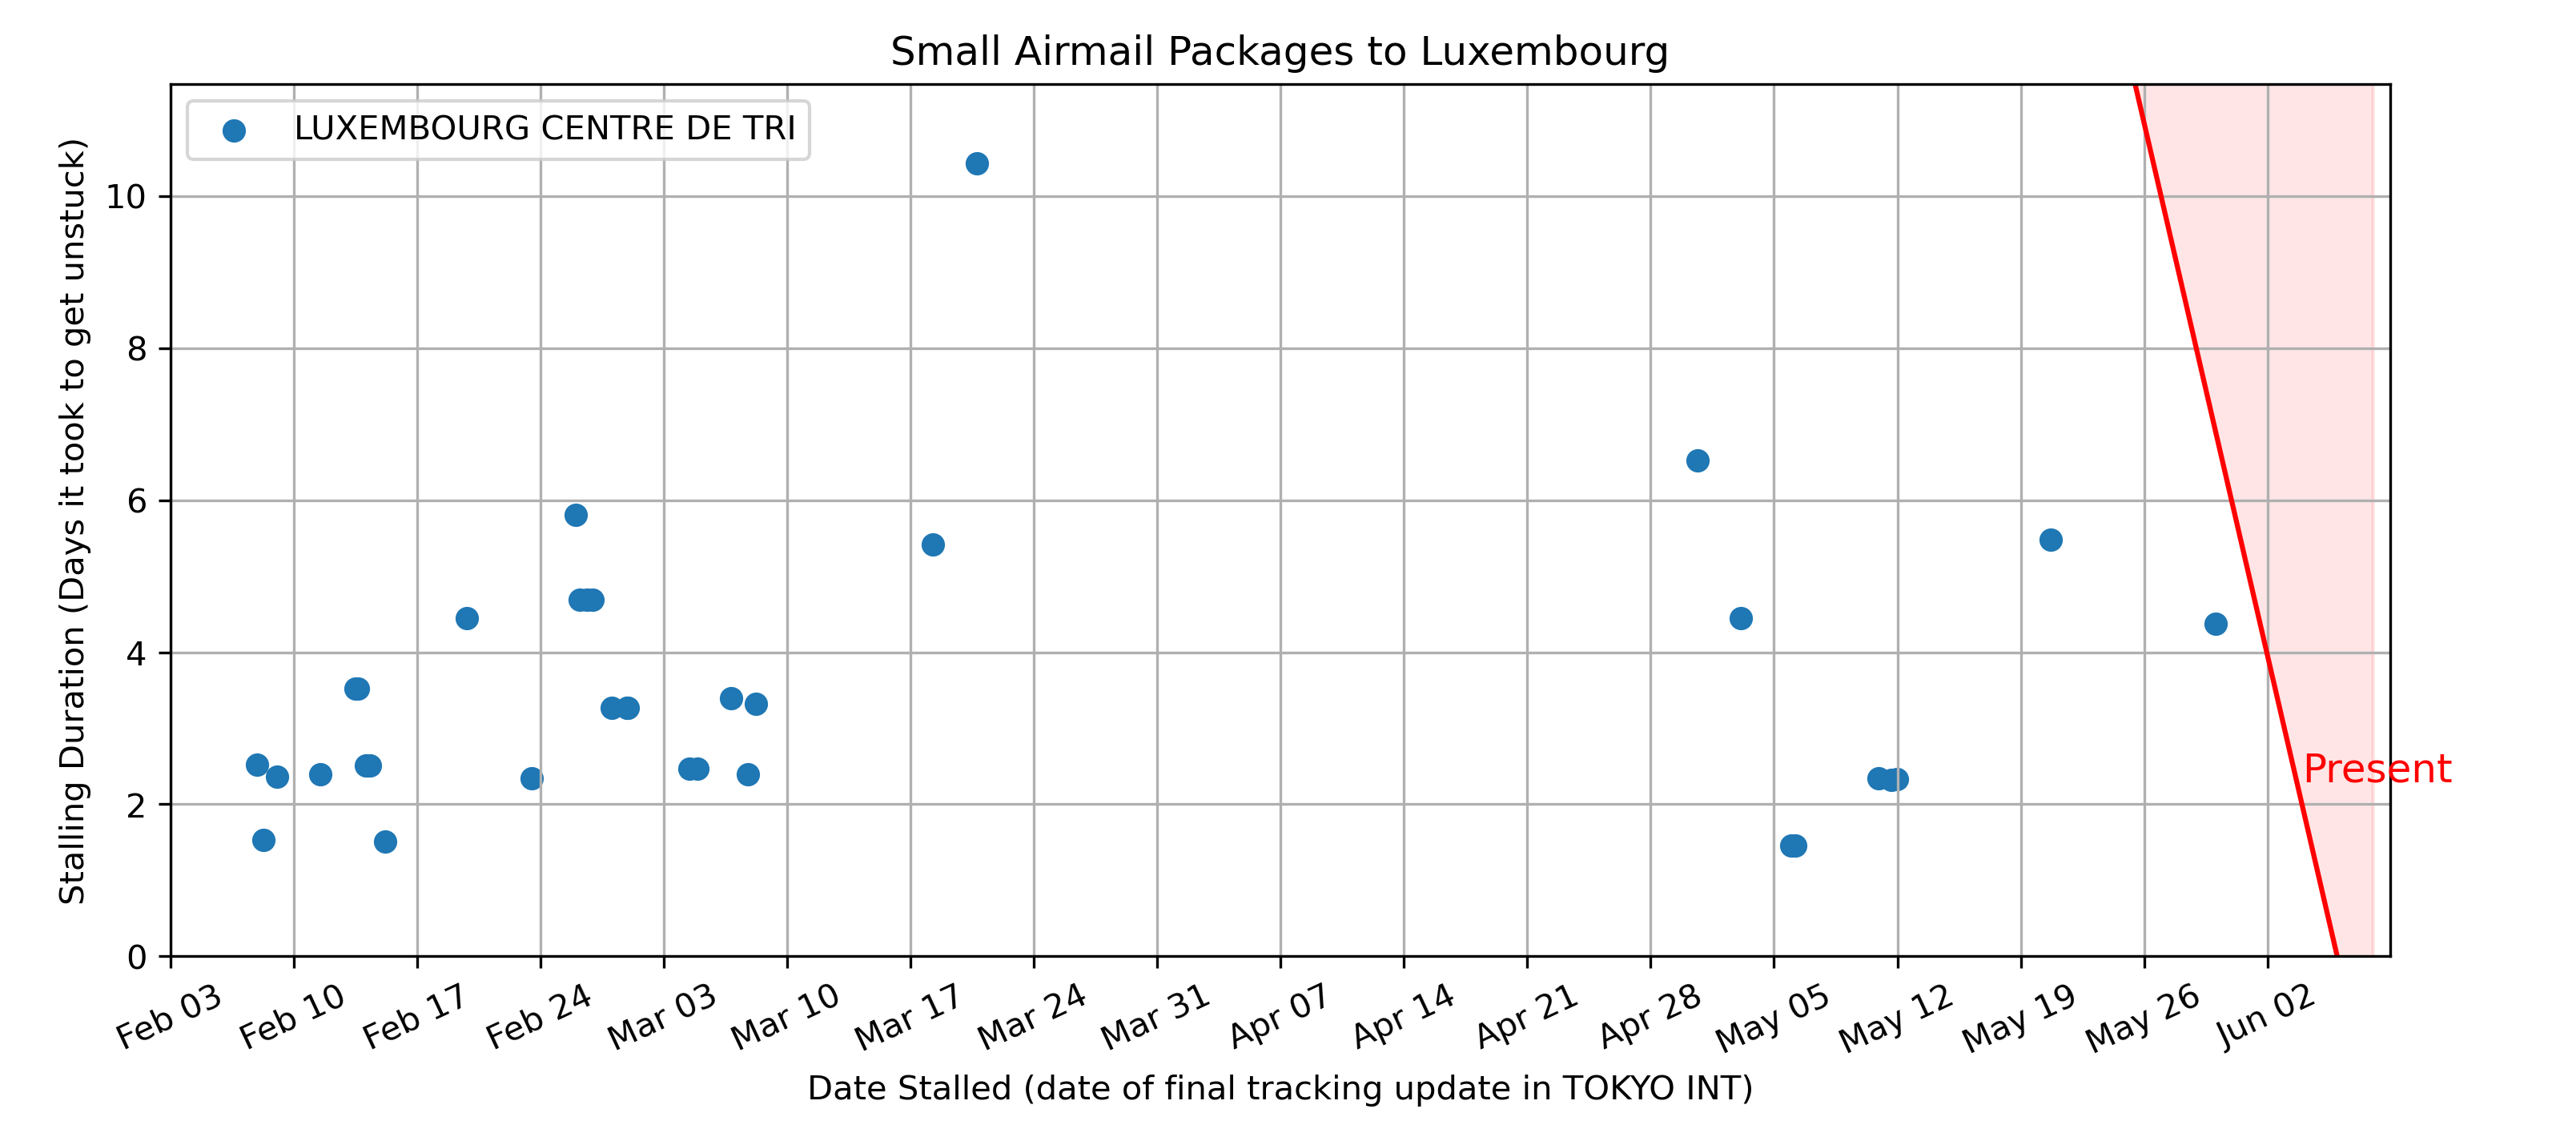 Small Airmail Packages to Luxembourg
LUXEMBOURG CENTRE DE TRI
Stalling Duration (Days it took to get unstuck)
10
8
6
4
2
0
Present
Feb 03
Feb 10
Feb 17
Feb 24
Mar 03
Mar 10
Mar 17
Mar 24
Mar 31
Apr 07
Apr 14
Apr 21
Apr 28
May 05
May 12
May 19
May 26
Jun 02
Date Stalled (date of final tracking update in TOKYO INT)